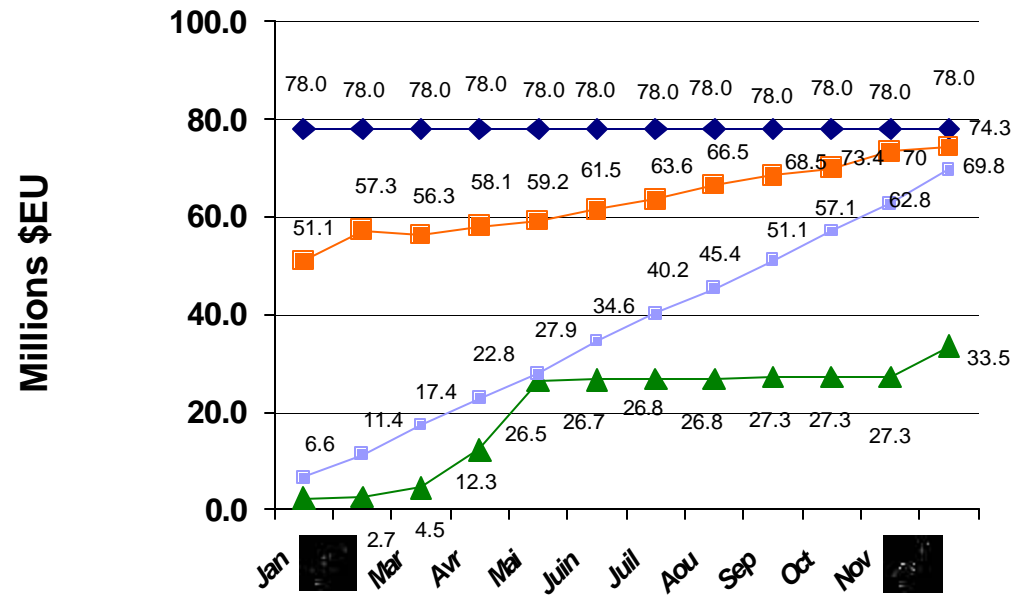 100.0
78.0 78.0 78.0 78.0 78.0 78.0 78.0 78.0 78.0 78.0 78.0 78.0
80.0
74.3
51.1 57.3 56.3 58.1 59.2 61.5 63.6 66.5 68.5 73.4 70
69.8
60.0
6.6 11.4 17.4 22.8 27.9 34.6 40.2 45.4 51.1 57.1 62.8
40.0
33.5
20.0
2.7 4.5 12.3 26.5 26.7 26.8 26.8 27.3 27.3 27.3
0.0
Millions $EU
Jan Mar Avr Mai Juin Juil Aou Sep Oct Nov